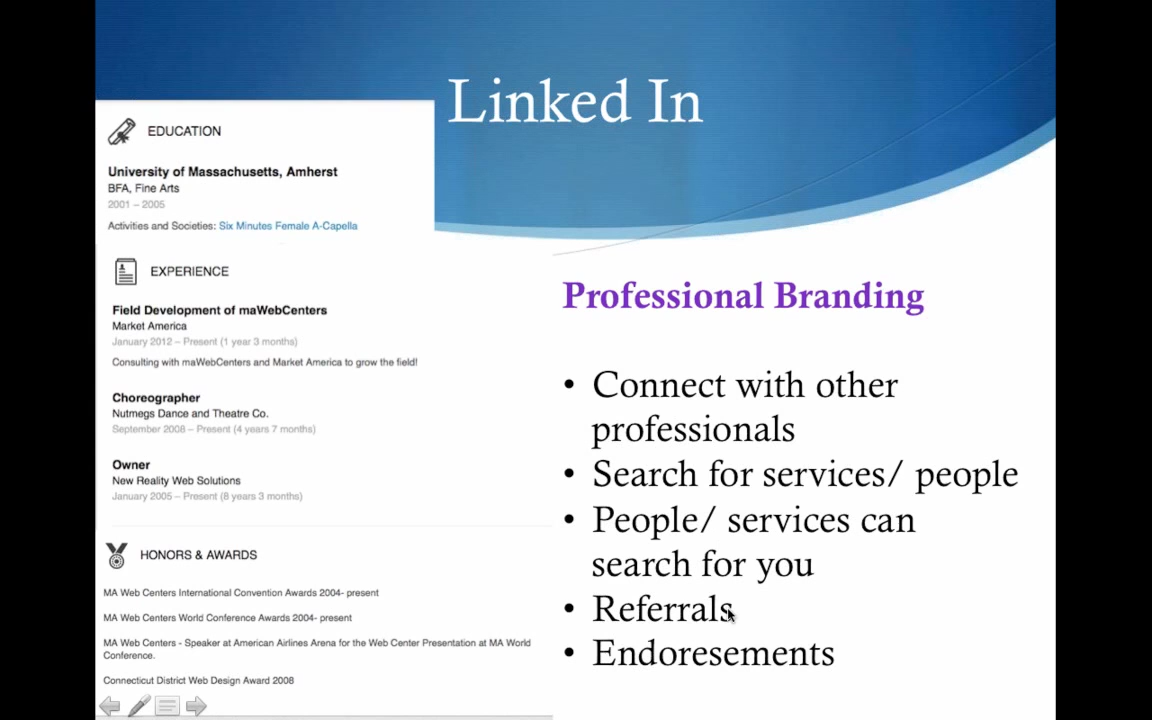 Linked In
EDUCATION
University of Massachusetts, Amherst
BFA, Fine Arts
2001 – 2005
Activities and Societies: Six Minutes Female A-Capella
EXPERIENCE
Field Development of maWebCenters
Market America
January 2012 – Present (1 year 3 months)
Consulting with maWebCenters and Market America to grow the field!
Choreographer
Nutmegs Dance and Theatre Co.
September 2008 – Present (4 years 7 months)
Owner
New Reality Web Solutions
January 2005 – Present (8 years 3 months)
HONORS & AWARDS
MA Web Centers International Convention Awards 2004- present
MA Web Centers World Conference Awards 2004- present
MA Web Centers - Speaker at American Airlines Arena for the Web Center Presentation at MA World
Conference.
Connecticut District Web Design Award 2008
Professional Branding
• Connect with other
professionals
• Search for services/ people
• People/ services can
search for you
• Referrals
• Endoresements